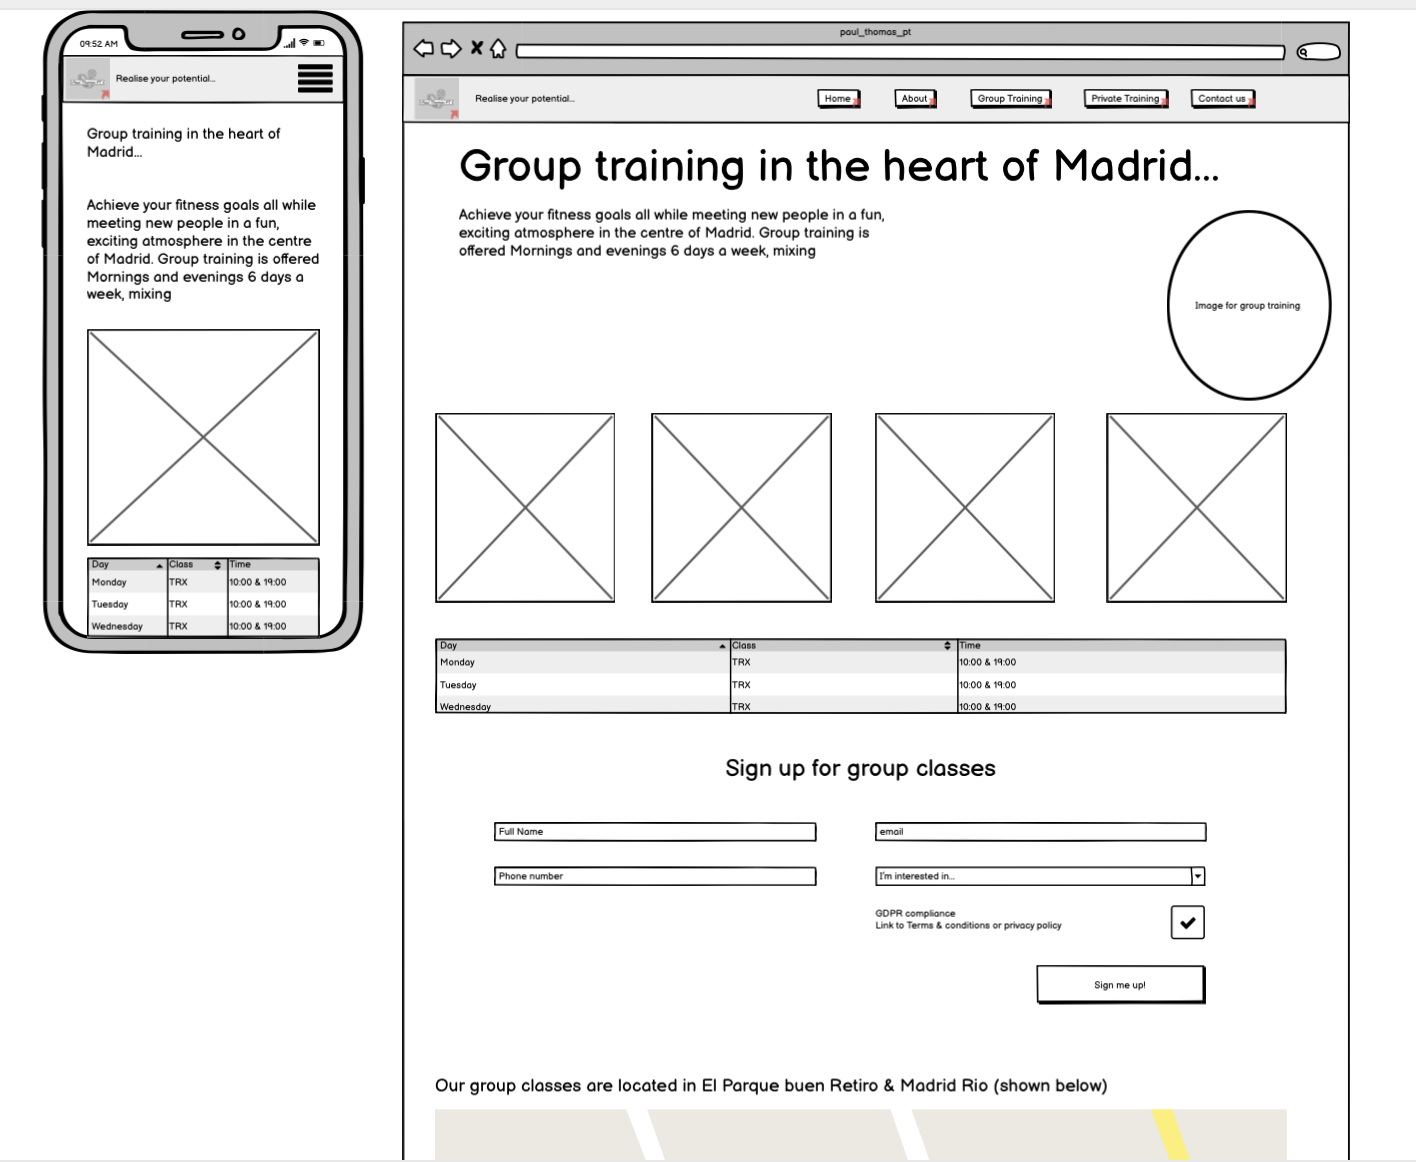 09:52 AM
Realise your potential...
Group training in the heart of
Madrid...
Achieve your fitness goals all while
meeting new people in a fun,
exciting atmosphere in the centre
of Madrid. Group training is offered
Mornings and evenings 6 days a
week, mixing
Day Class Time
Monday TRX 10:00 & 19:00
Tuesday TRX 10:00 & 19:00
Wednesday TRX 10:00 & 19:00
paul_thomas_pt
Realise your potential...
Home About Group Training Private Training Contact us
Group training in the heart of Madrid...
Achieve your fitness goals all while meeting new people in a fun,
exciting atmosphere in the centre of Madrid. Group training is
offered Mornings and evenings 6 days a week, mixing
Image for group training
Day Class Time
Monday TRX 10:00 & 19:00
Tuesday TRX 10:00 & 19:00
Wednesday TRX 10:00 & 19:00
Sign up for group classes
Full Name
email
Phone number
I'm interested in...
GDPR compliance
Link to Terms & conditions or privacy policy
Sign me up!
Our group classes are located in El Parque buen Retiro & Madrid Rio (shown below)